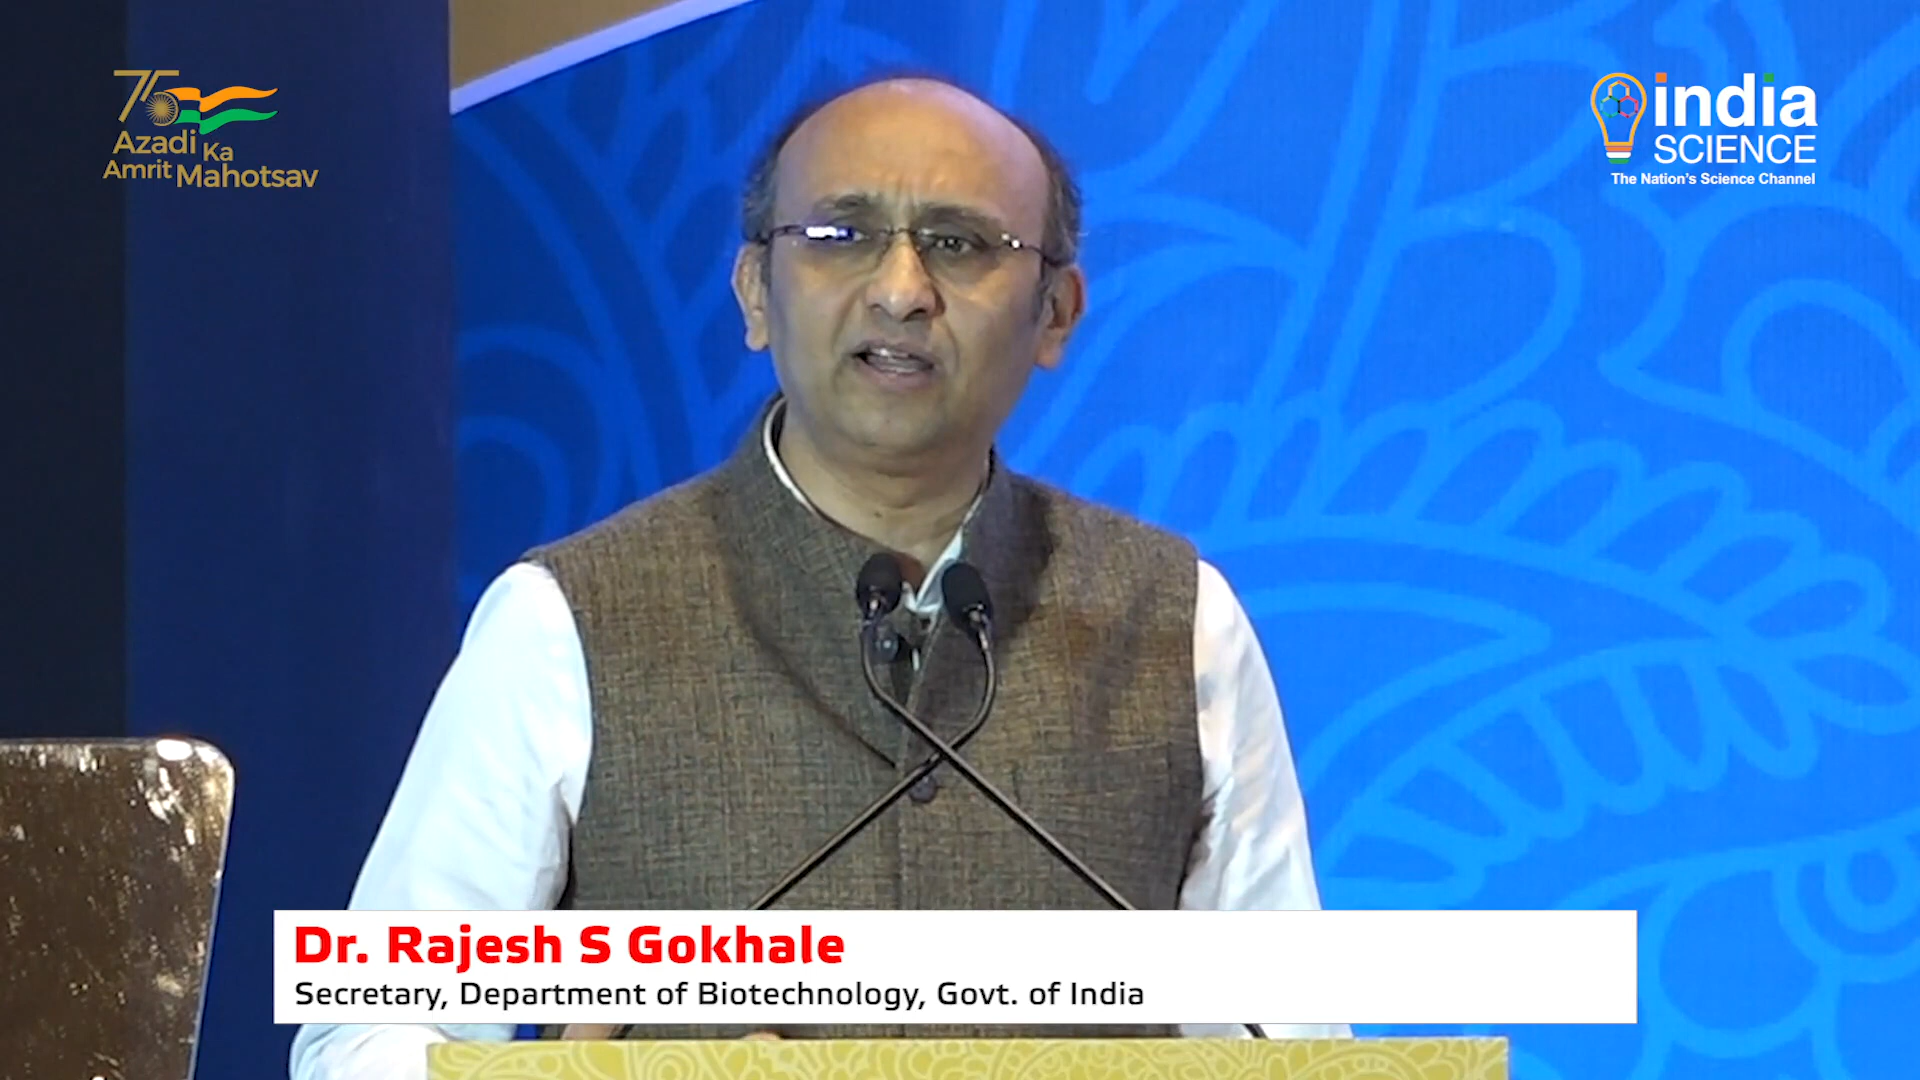 75
Azadi Ka
Amrit Mahotsav
india
SCIENCE
The Nation's Science Channel
Dr. Rajesh S Gokhale
Secretary, Department of Biotechnology, Govt. of India